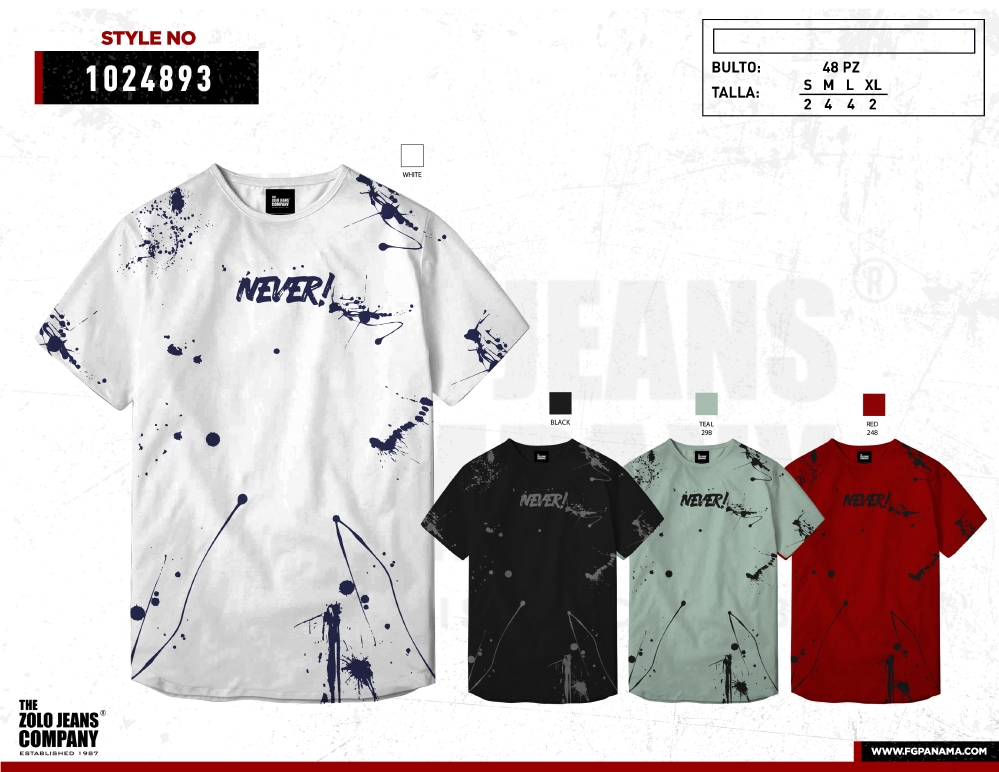 STYLE NO
1024893
BULTO: 48 PZ
TALLA: S M L XL
2 4 4 2
WHITE
THE
ZOLO JEANS
COMPANY
NEVER!
JEANS ®
BLACK
TEAL
298
RED
248
NEVER!
NEVER!
NEVER!
THE
ZOLO JEANS®
COMPANY
ESTABLISHED 1987
WWW.FGPANAMA.COM